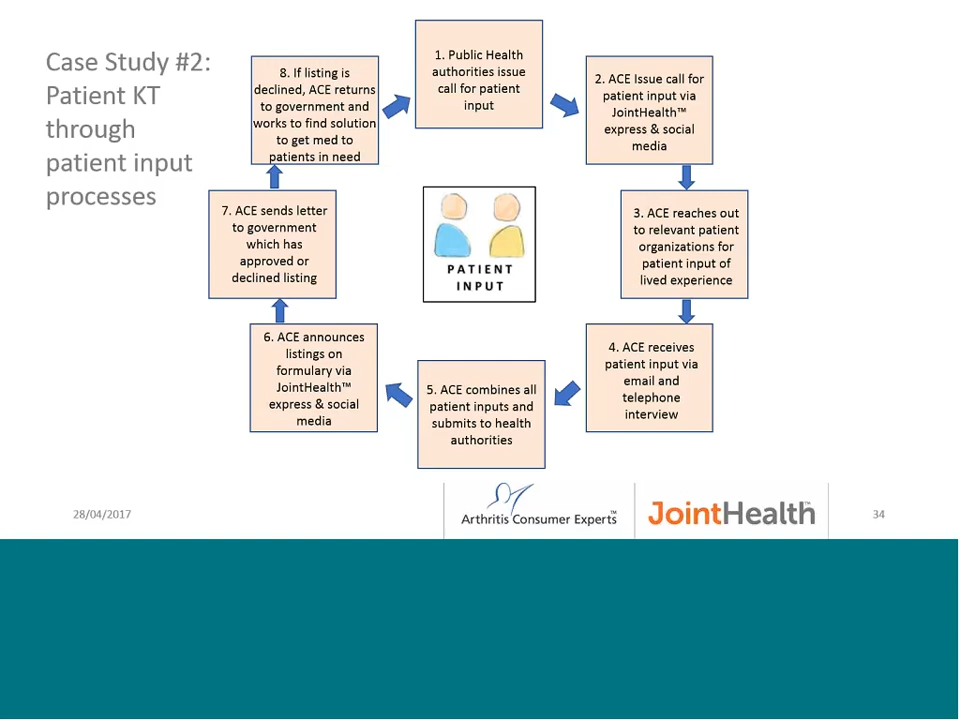 Case Study #2:
Patient KT
through
patient input
processes
1. Public Health
authorities issue
call for patient
input
2. ACE Issue call for
patient input via
JointHealth™
express & social
media
3. ACE reaches out
to relevant patient
organizations for
patient input of
lived experience
4. ACE receives
patient input via
email and
telephone
interview
5. ACE combines all
patient inputs and
submits to health
authorities
6. ACE announces
listings on
formulary via
JointHealth™
express & social
media
7. ACE sends letter
to government
which has
approved or
declined listing
8. If listing is
declined, ACE returns
to government and
works to find solution
to get med to
patients in need
PATIENT
INPUT
28/04/2017
Arthritis Consumer Experts™
JointHealth™
34